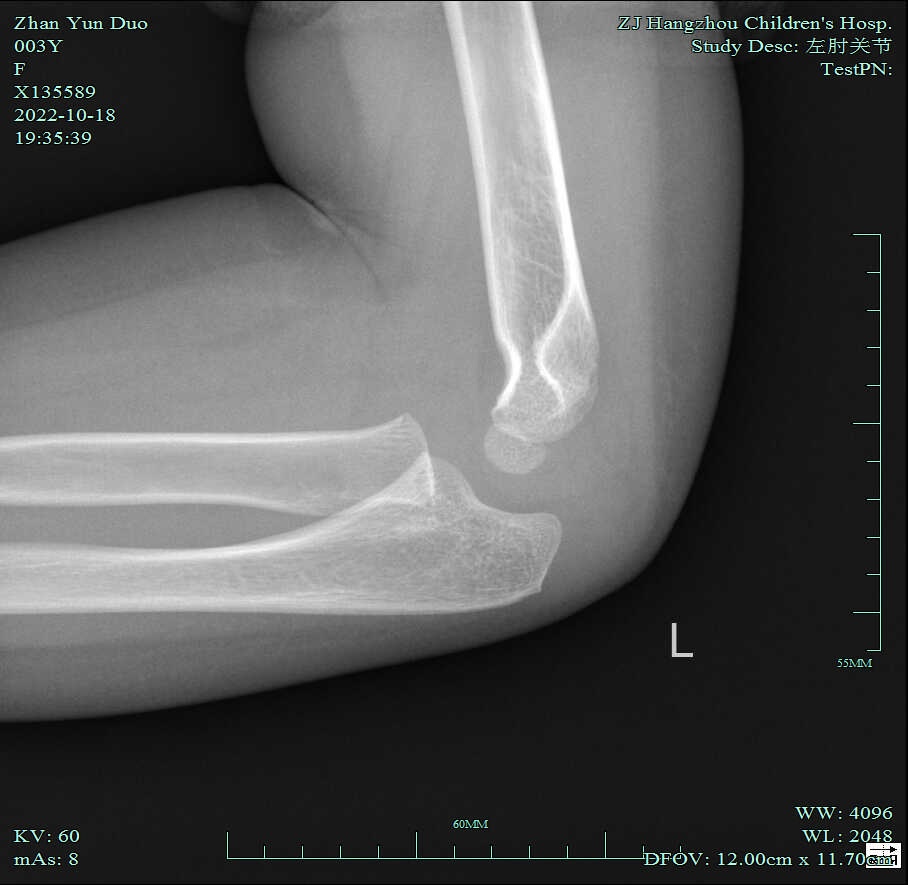 Zhan Yun Duo
003Y
F
X135589
2022-10-18
19:35:39
ZJ Hangzhou Children's Hosp.
Study Desc: 左肘关节
TestPN:
L
55MM
60MM
KV: 60
mAs: 8
WW: 4096
WL: 2048
DFOV: 12.00cm x 11.70